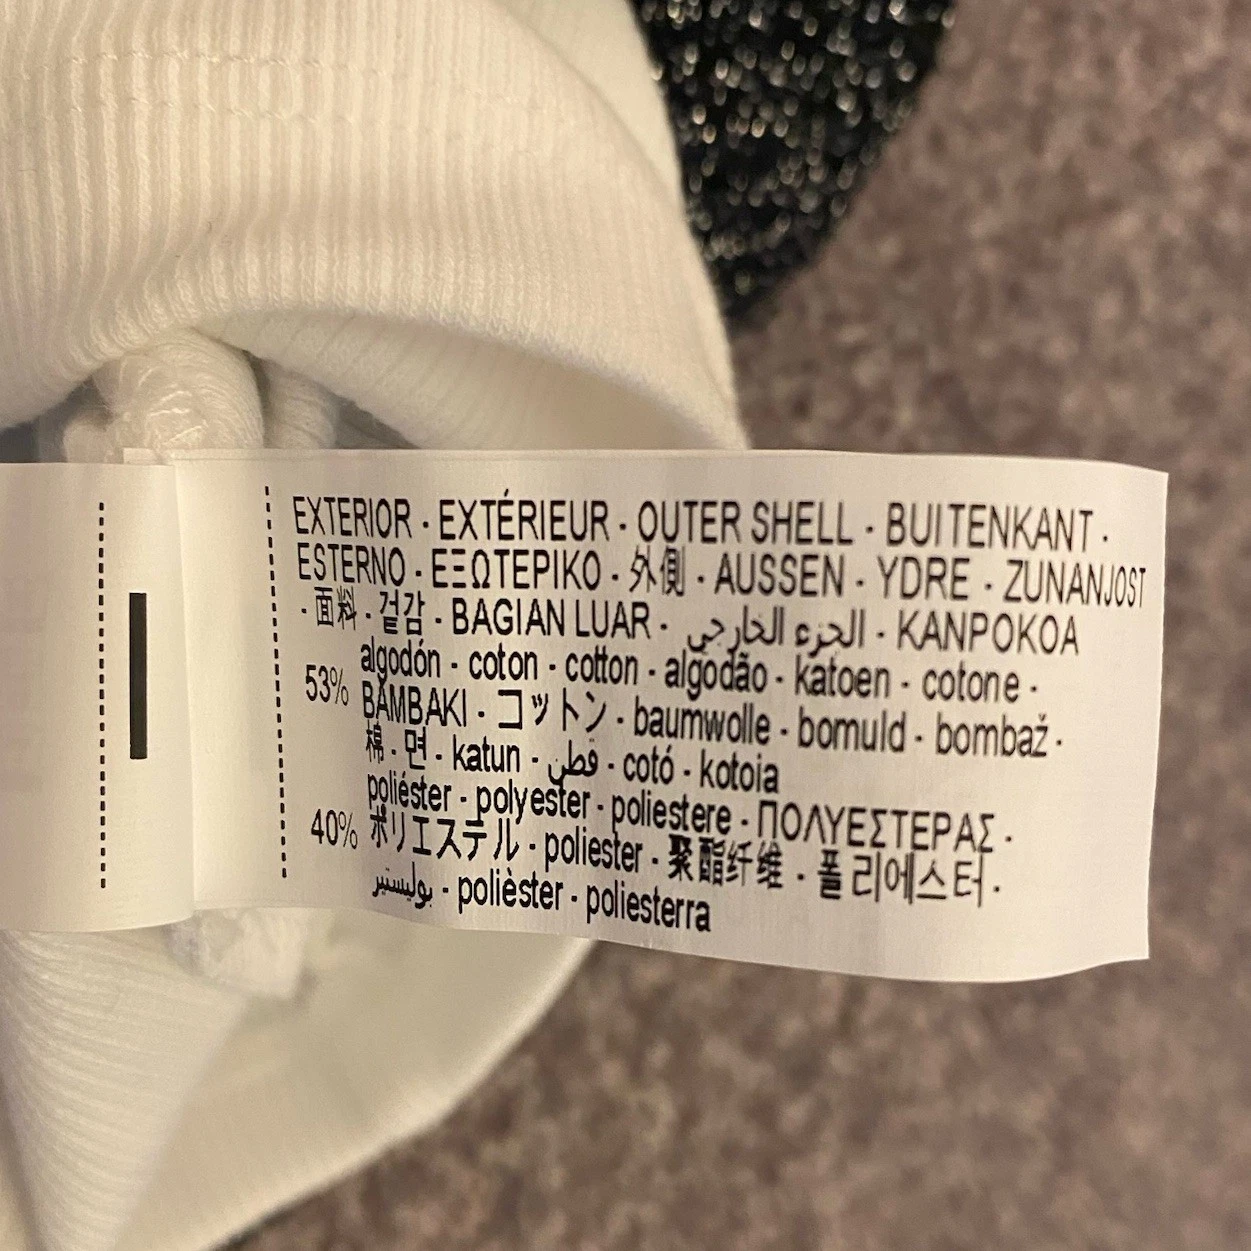 EXTERIOR · EXTÉRIEUR · OUTER SHELL · BUITENKANT ·
ESTERNO · ΕΞΩΤΕΡΙΚΟ · 外側 · AUSSEN · YDRE · ZUNANJOST
· 面料 · 겉감 · BAGIAN LUAR · الجزء الخارجي · KANPOKOA
53% algodón · coton · cotton · algodão · katoen · cotone ·
ΒΑΜΒΑΚΙ · コットン · baumwolle · bomuld · bombaž ·
棉 · 면 · katun · قطن · cotó · kotoia
40% poliéster · polyester · poliestere · ΠΟΛΥΕΣΤΕΡΑΣ ·
ポリエステル · poliester · 聚酯纤维 · 폴리에스터 ·
بوليستير · polièster · poliesterra